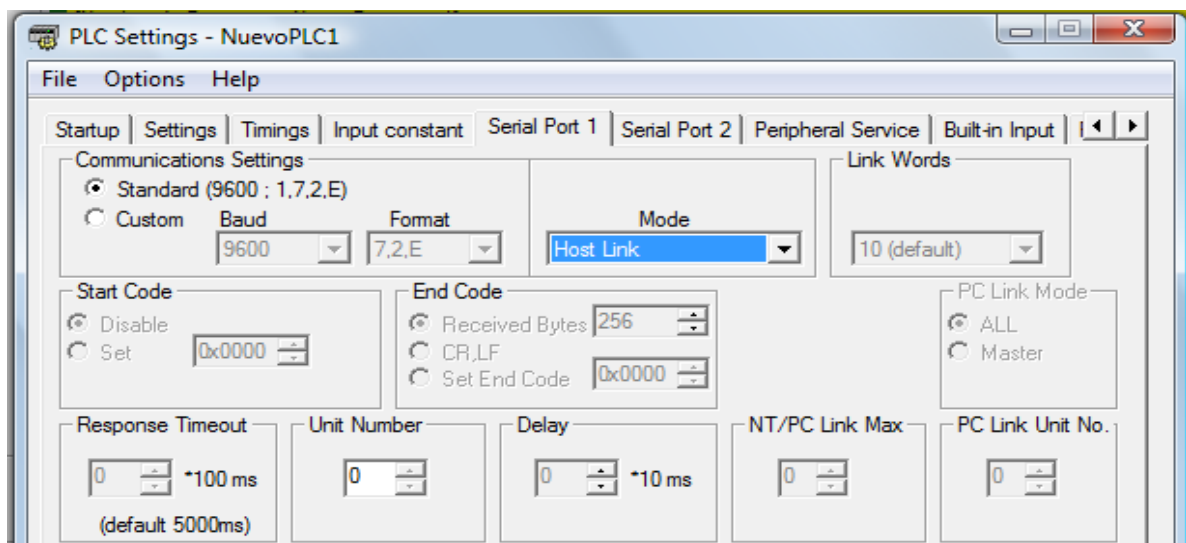 PLC Settings - NuevoPLC1
File Options Help
Startup Settings Timings Input constant Serial Port 1 Serial Port 2 Peripheral Service Built-in Input
Communications Settings Link Words
Standard (9600 ; 1,7,2,E)
Custom Baud Format Mode
9600 7,2,E Host Link 10 (default)
Start Code End Code PC Link Mode
Disable Received Bytes 256 ALL
Set 0x0000 CR,LF Master
Set End Code 0x0000
Response Timeout Unit Number Delay NT/PC Link Max PC Link Unit No.
0 *100 ms 0 0 *10 ms 0 0
(default 5000ms)